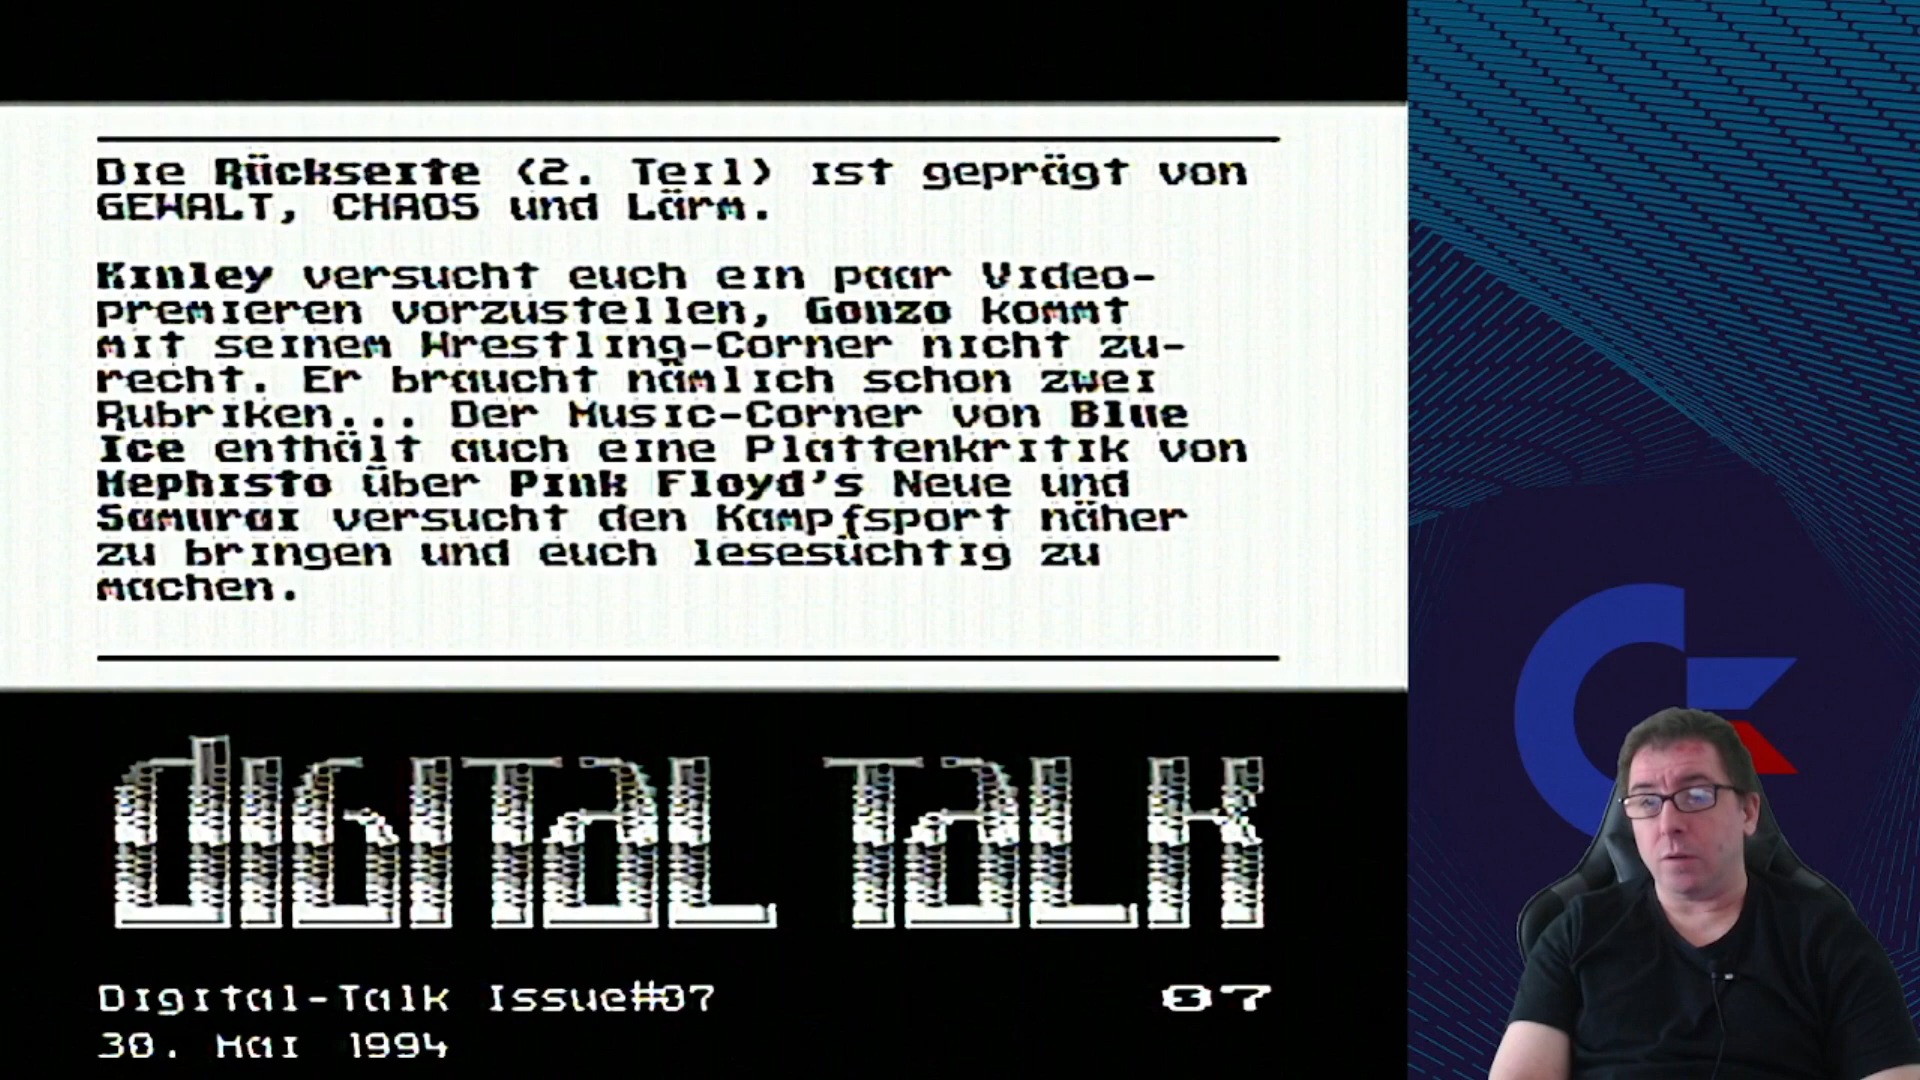 Die Rückseite (2. Teil) ist geprägt von
GEWALT, CHAOS und Lärm.
Kinley versucht euch ein paar Video-
premieren vorzustellen, Gonzo kommt
mit seinem Wrestling-Corner nicht zu-
recht. Er braucht nämlich schon zwei
Rubriken... Der Music-Corner von Blue
Ice enthält auch eine Plattenkritik von
Mephisto über Pink Floyd's Neue und
Samurai versucht den Kampfsport näher
zu bringen und euch lesesüchtig zu
machen.
DIGITAL TALK
Digital-Talk Issue#07 07
30. Mai 1994